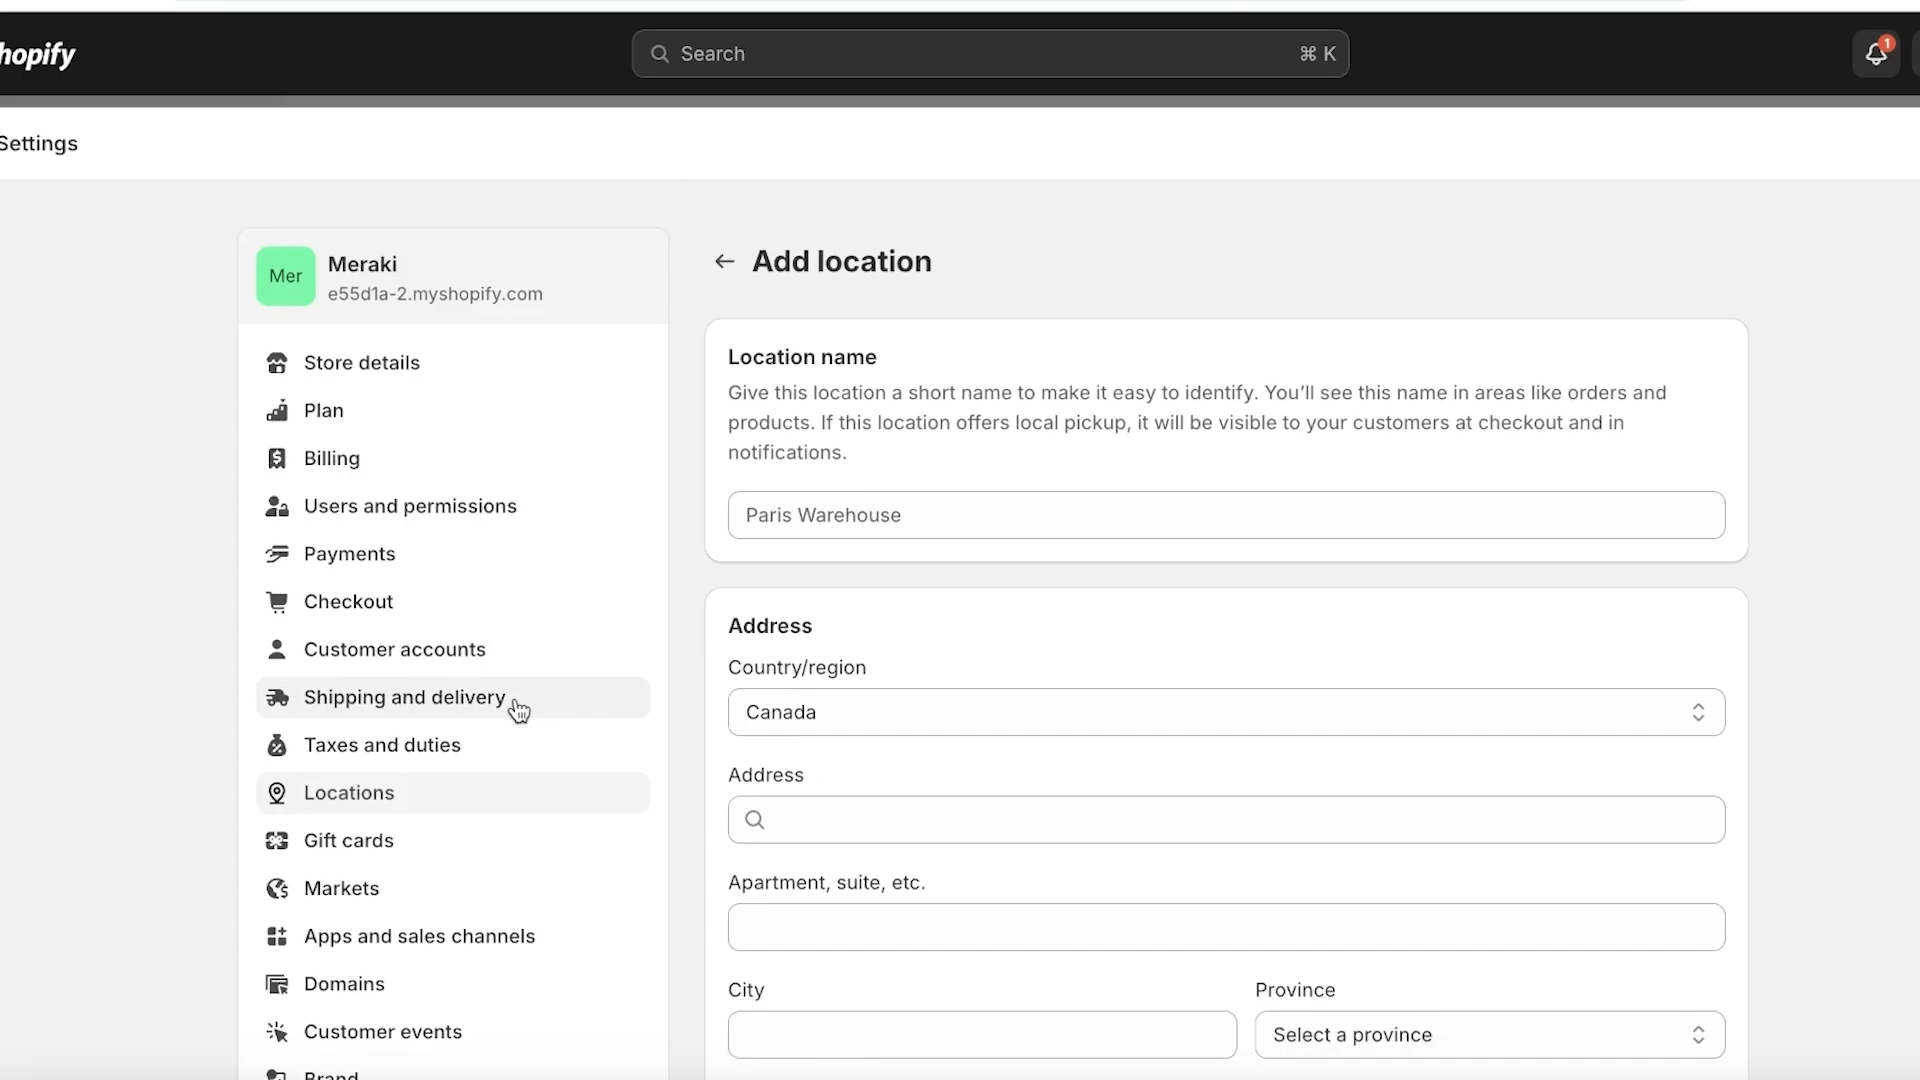 hopify
Search
⌘ K
1
Settings
Mer
Meraki
e55d1a-2.myshopify.com
Store details
Plan
Billing
Users and permissions
Payments
Checkout
Customer accounts
Shipping and delivery
Taxes and duties
Locations
Gift cards
Markets
Apps and sales channels
Domains
Customer events
Brand
Add location
Location name
Give this location a short name to make it easy to identify. You’ll see this name in areas like orders and
products. If this location offers local pickup, it will be visible to your customers at checkout and in
notifications.
Paris Warehouse
Address
Country/region
Canada
Address
Apartment, suite, etc.
City
Province
Select a province